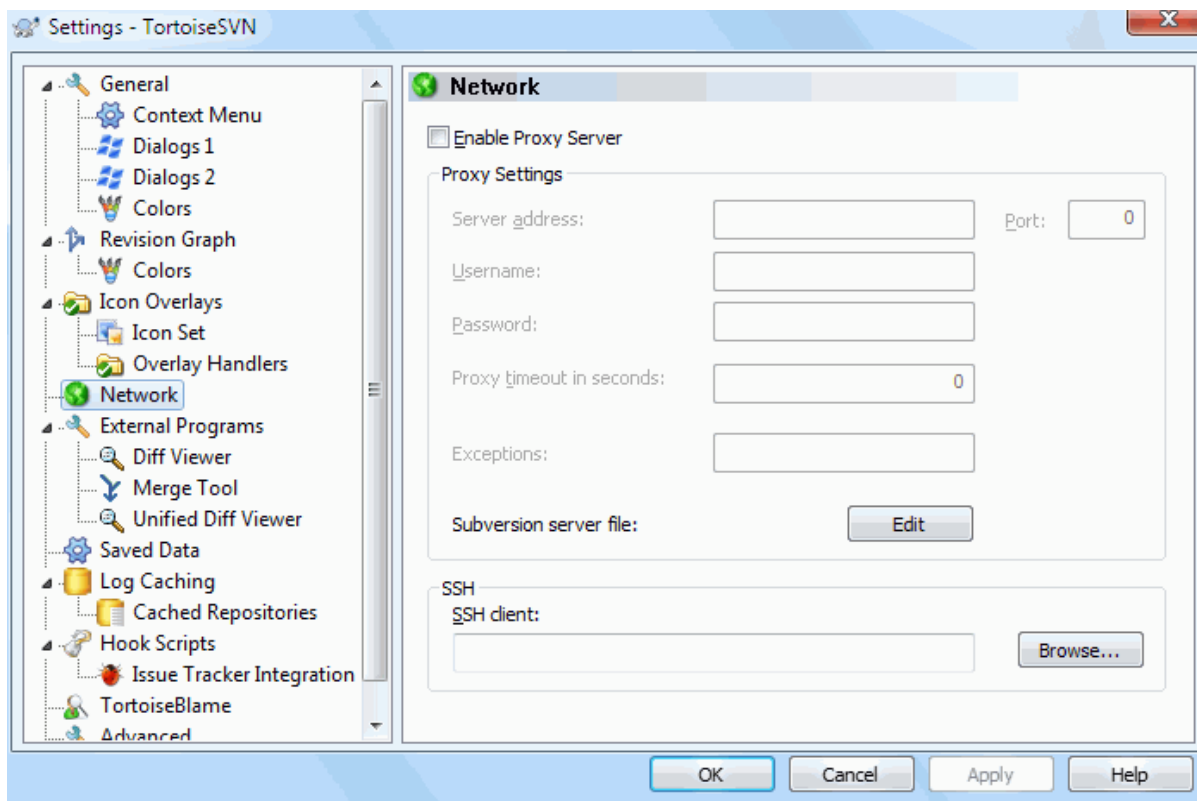 Settings - TortoiseSVN
General
Context Menu
Dialogs 1
Dialogs 2
Colors
Revision Graph
Colors
Icon Overlays
Icon Set
Overlay Handlers
Network
External Programs
Diff Viewer
Merge Tool
Unified Diff Viewer
Saved Data
Log Caching
Cached Repositories
Hook Scripts
Issue Tracker Integration
TortoiseBlame
Advanced
Network
Enable Proxy Server
Proxy Settings
Server address:
Port: 0
Username:
Password:
Proxy timeout in seconds: 0
Exceptions:
Subversion server file: Edit
SSH
SSH client:
Browse...
OK Cancel Apply Help